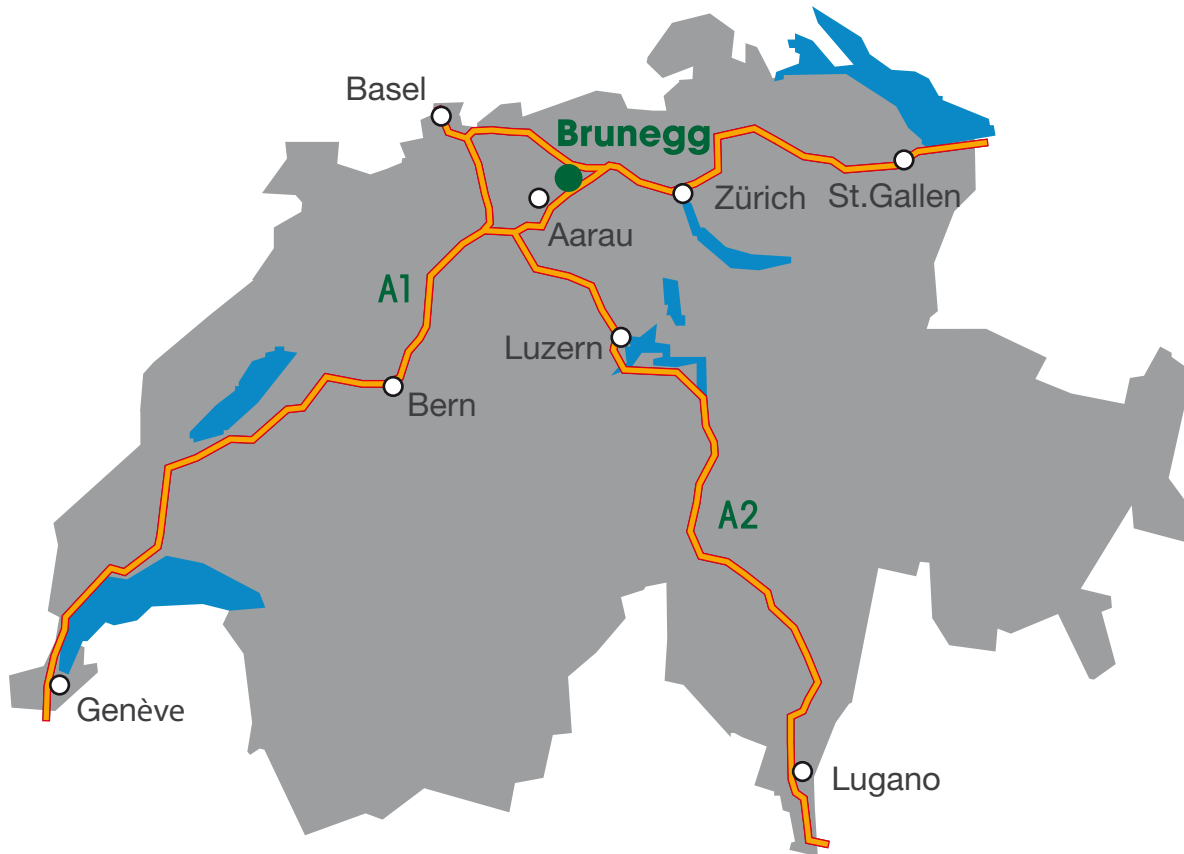 Basel
Brunegg
Zürich
St.Gallen
Aarau
A1
Luzern
Bern
A2
Genève
Lugano